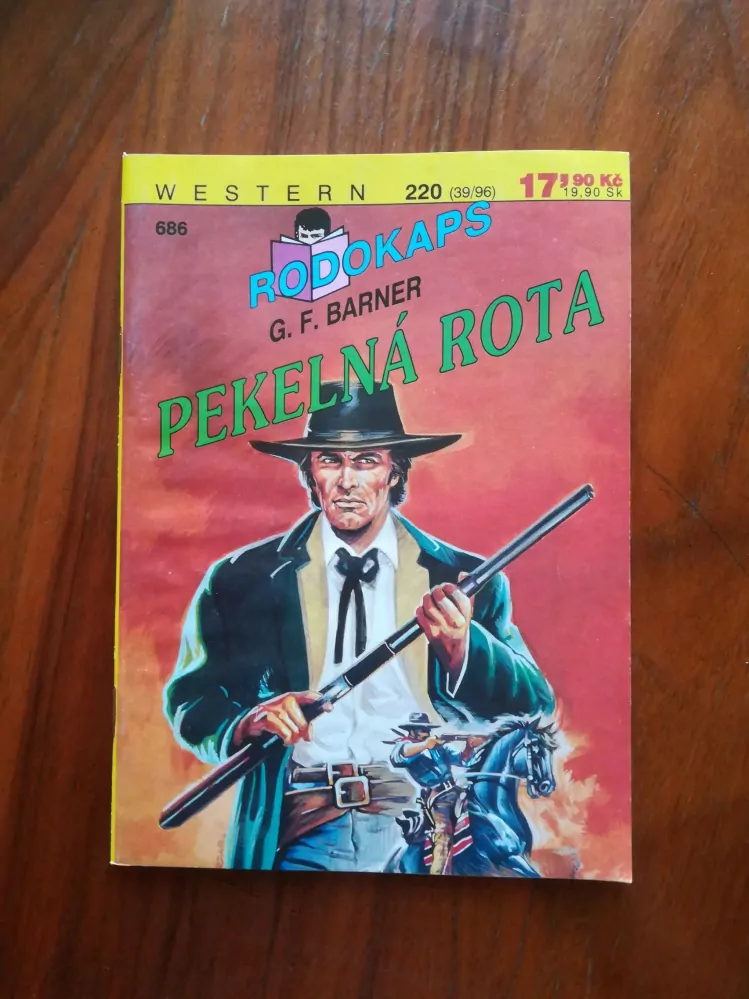 WESTERN 220 (39/96) 17,90 Kč
19,90 Sk
686
RODOKAPS
G. F. BARNER
PEKELNÁ ROTA